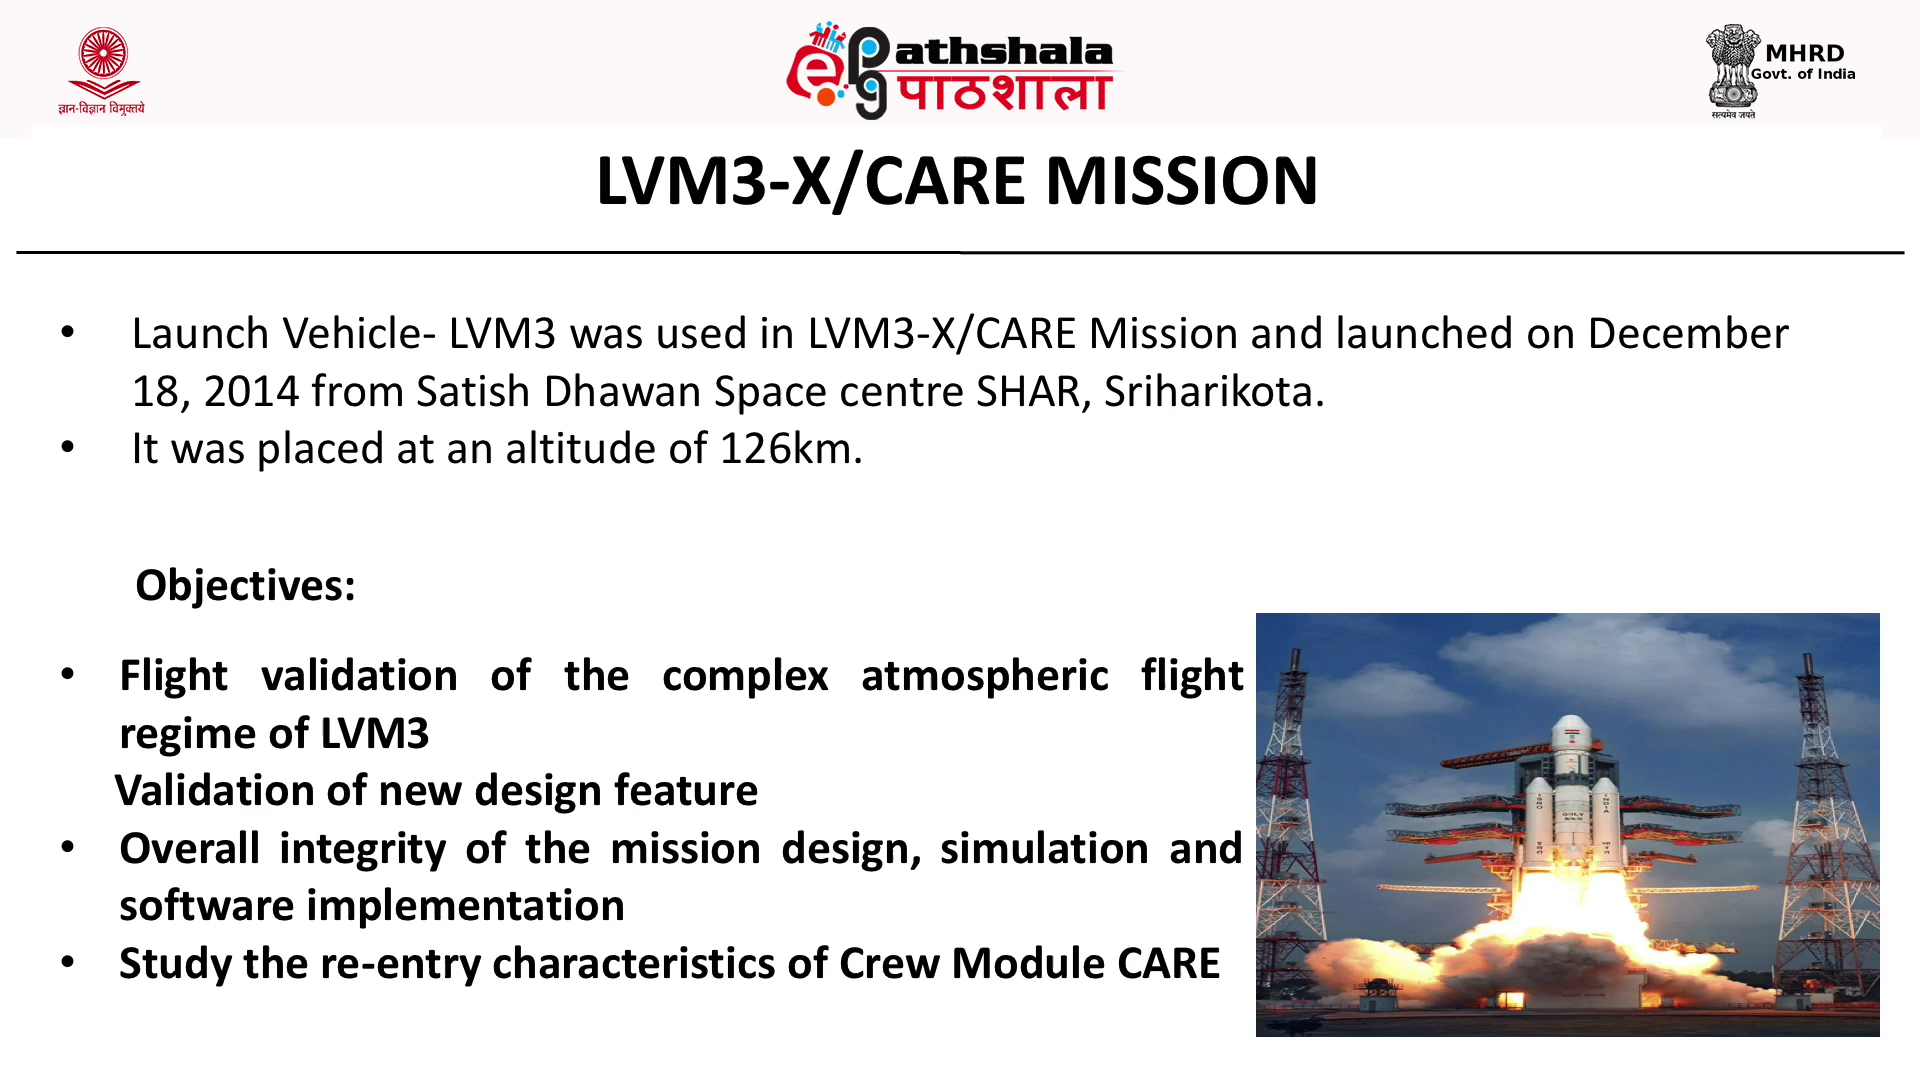 ज्ञान-विज्ञान विमुक्तये
ePathshala
पाठशाला
MHRD
Govt. of India
सत्यमेव जयते
LVM3-X/CARE MISSION
• Launch Vehicle- LVM3 was used in LVM3-X/CARE Mission and launched on December
18, 2014 from Satish Dhawan Space centre SHAR, Sriharikota.
• It was placed at an altitude of 126km.
Objectives:
• Flight validation of the complex atmospheric flight
regime of LVM3
Validation of new design feature
• Overall integrity of the mission design, simulation and
software implementation
• Study the re-entry characteristics of Crew Module CARE
ISRO
INDIA